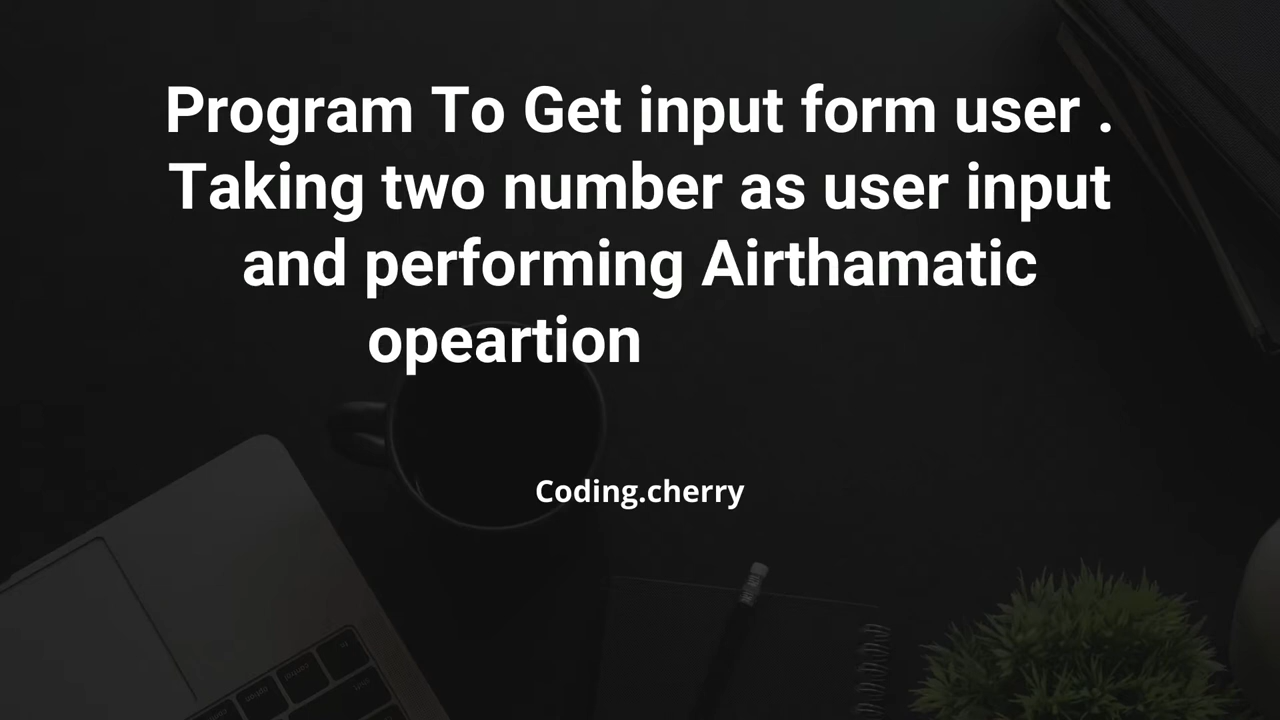 Program To Get input form user .
Taking two number as user input
and performing Airthamatic
opeartion
Coding.cherry